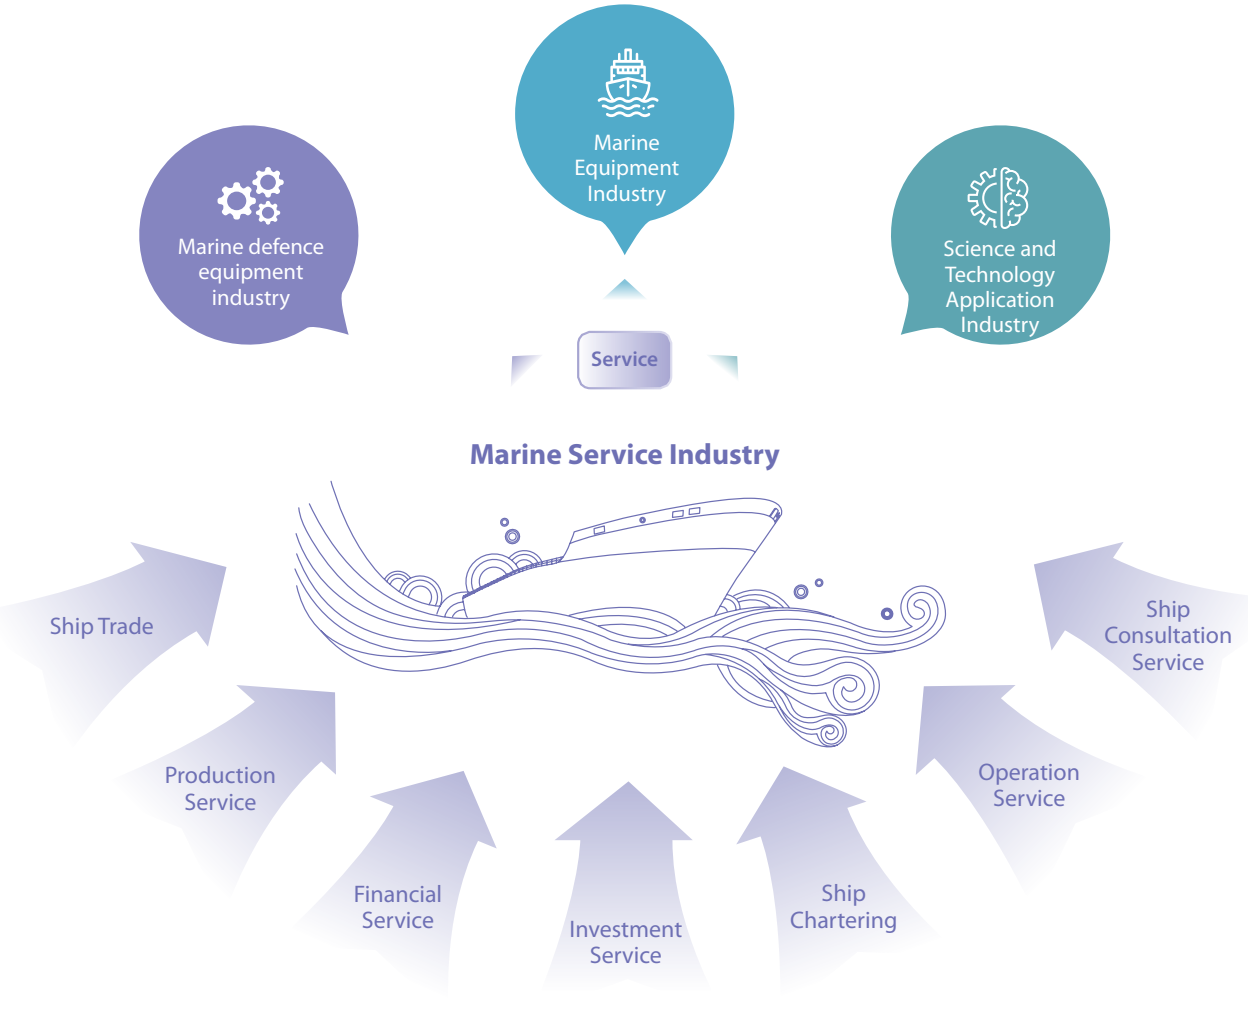 Marine
Equipment
Industry
Marine defence
equipment
industry
Science and
Technology
Application
Industry
Service
Marine Service Industry
Ship Trade
Production
Service
Financial
Service
Investment
Service
Ship
Chartering
Operation
Service
Ship
Consultation
Service